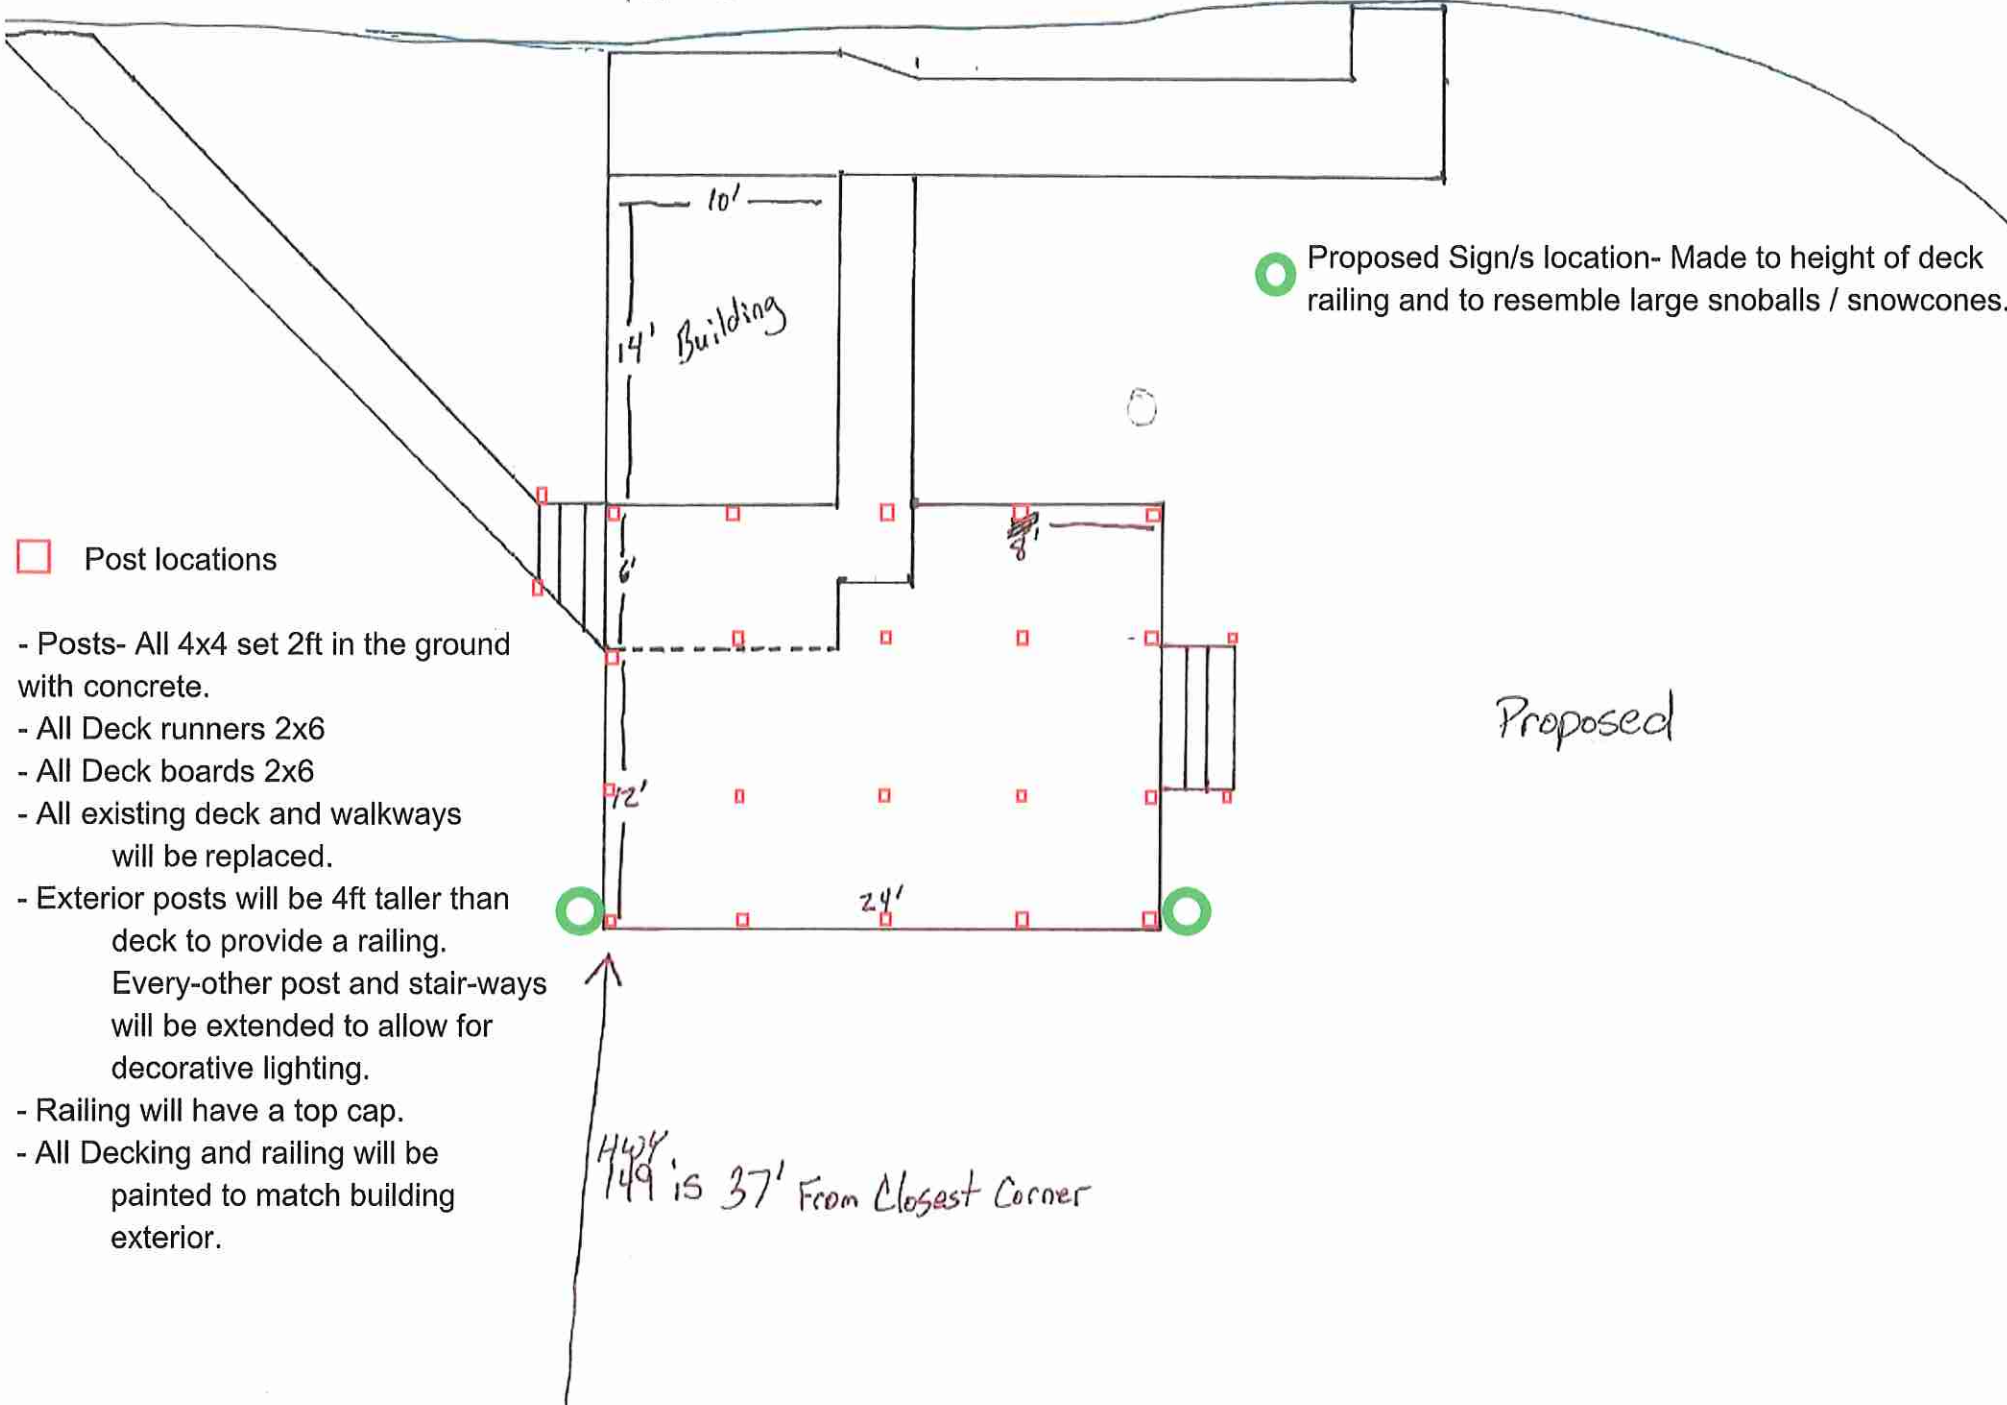 10'
Proposed Sign/s location- Made to height of deck
railing and to resemble large snoballs / snowcones.
14' Building
8'
Post locations
6'
- Posts- All 4x4 set 2ft in the ground
with concrete.
- All Deck runners 2x6
- All Deck boards 2x6
- All existing deck and walkways
will be replaced.
- Exterior posts will be 4ft taller than
deck to provide a railing.
Every-other post and stair-ways
will be extended to allow for
decorative lighting.
- Railing will have a top cap.
- All Decking and railing will be
painted to match building
exterior.
Proposed
12'
24'
HWY
149 is 37' From Closest Corner